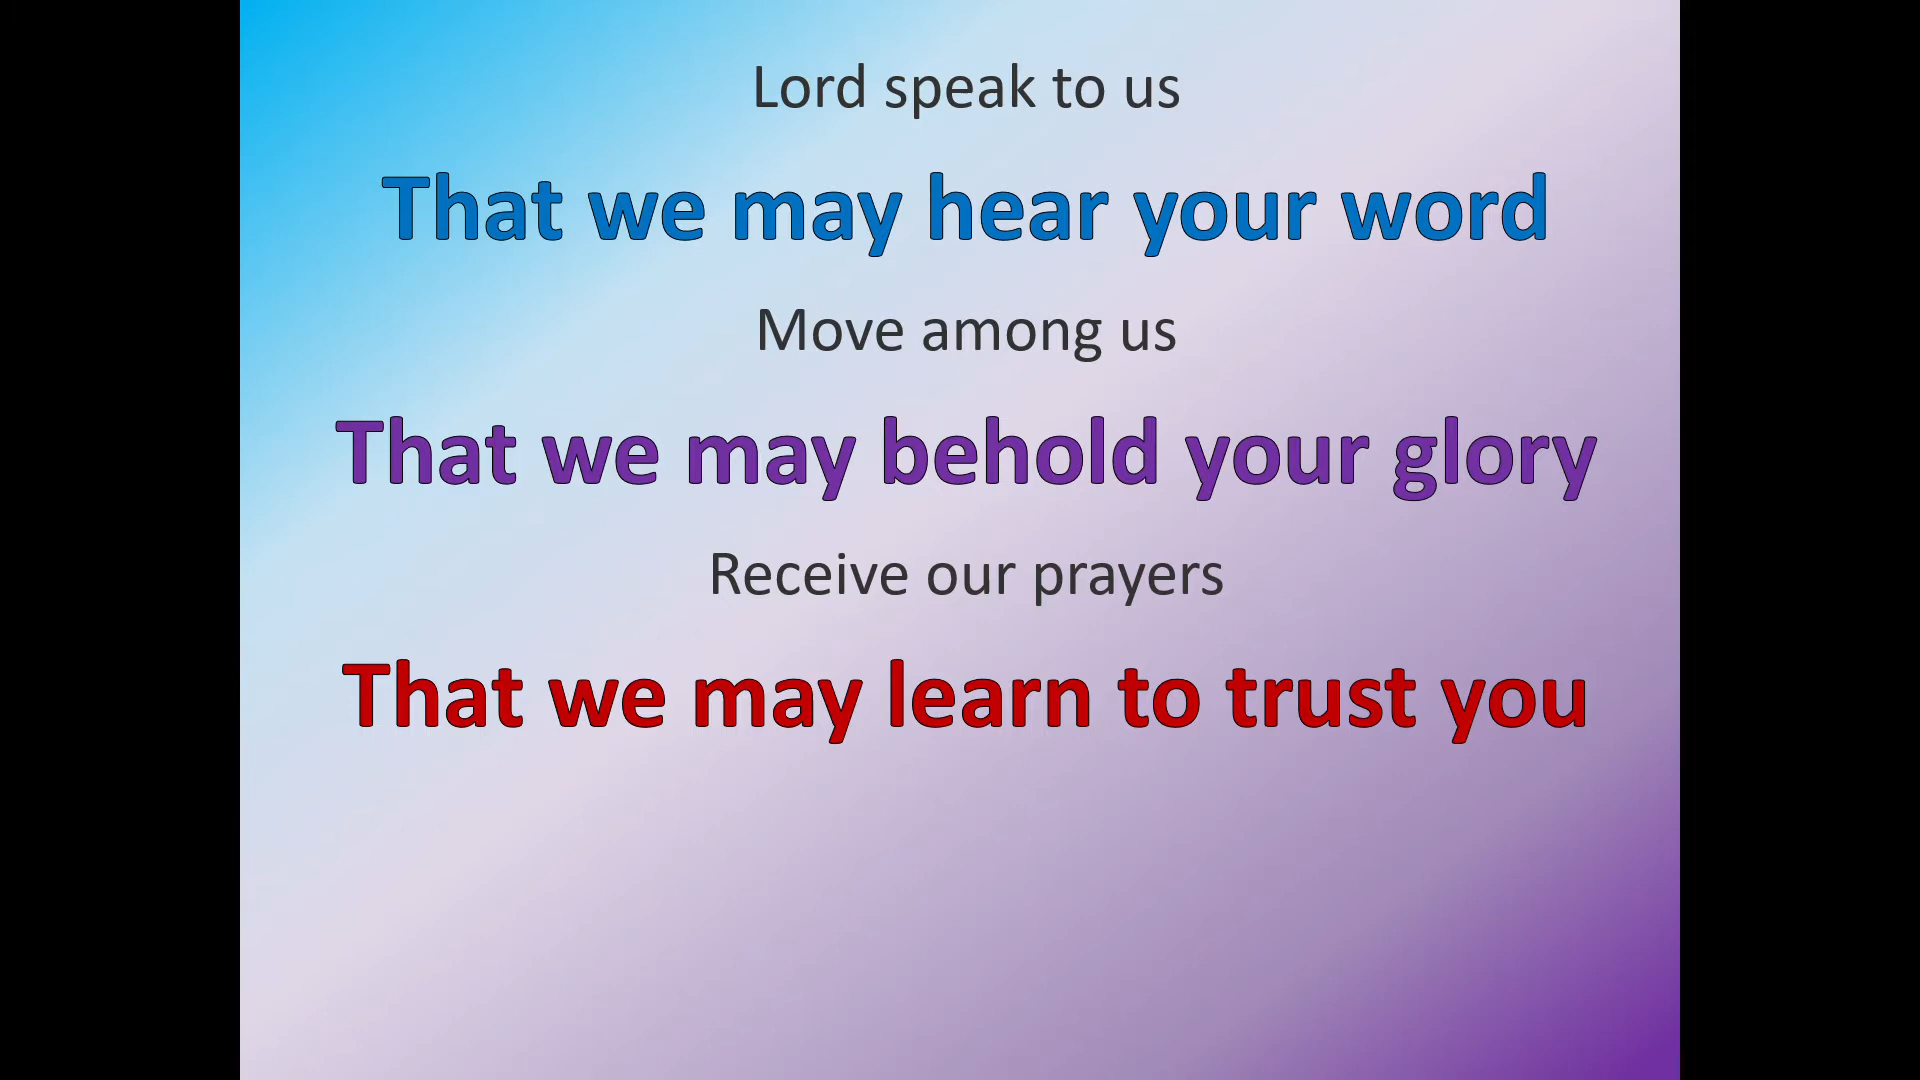 Lord speak to us
That we may hear your word
Move among us
That we may behold your glory
Receive our prayers
That we may learn to trust you